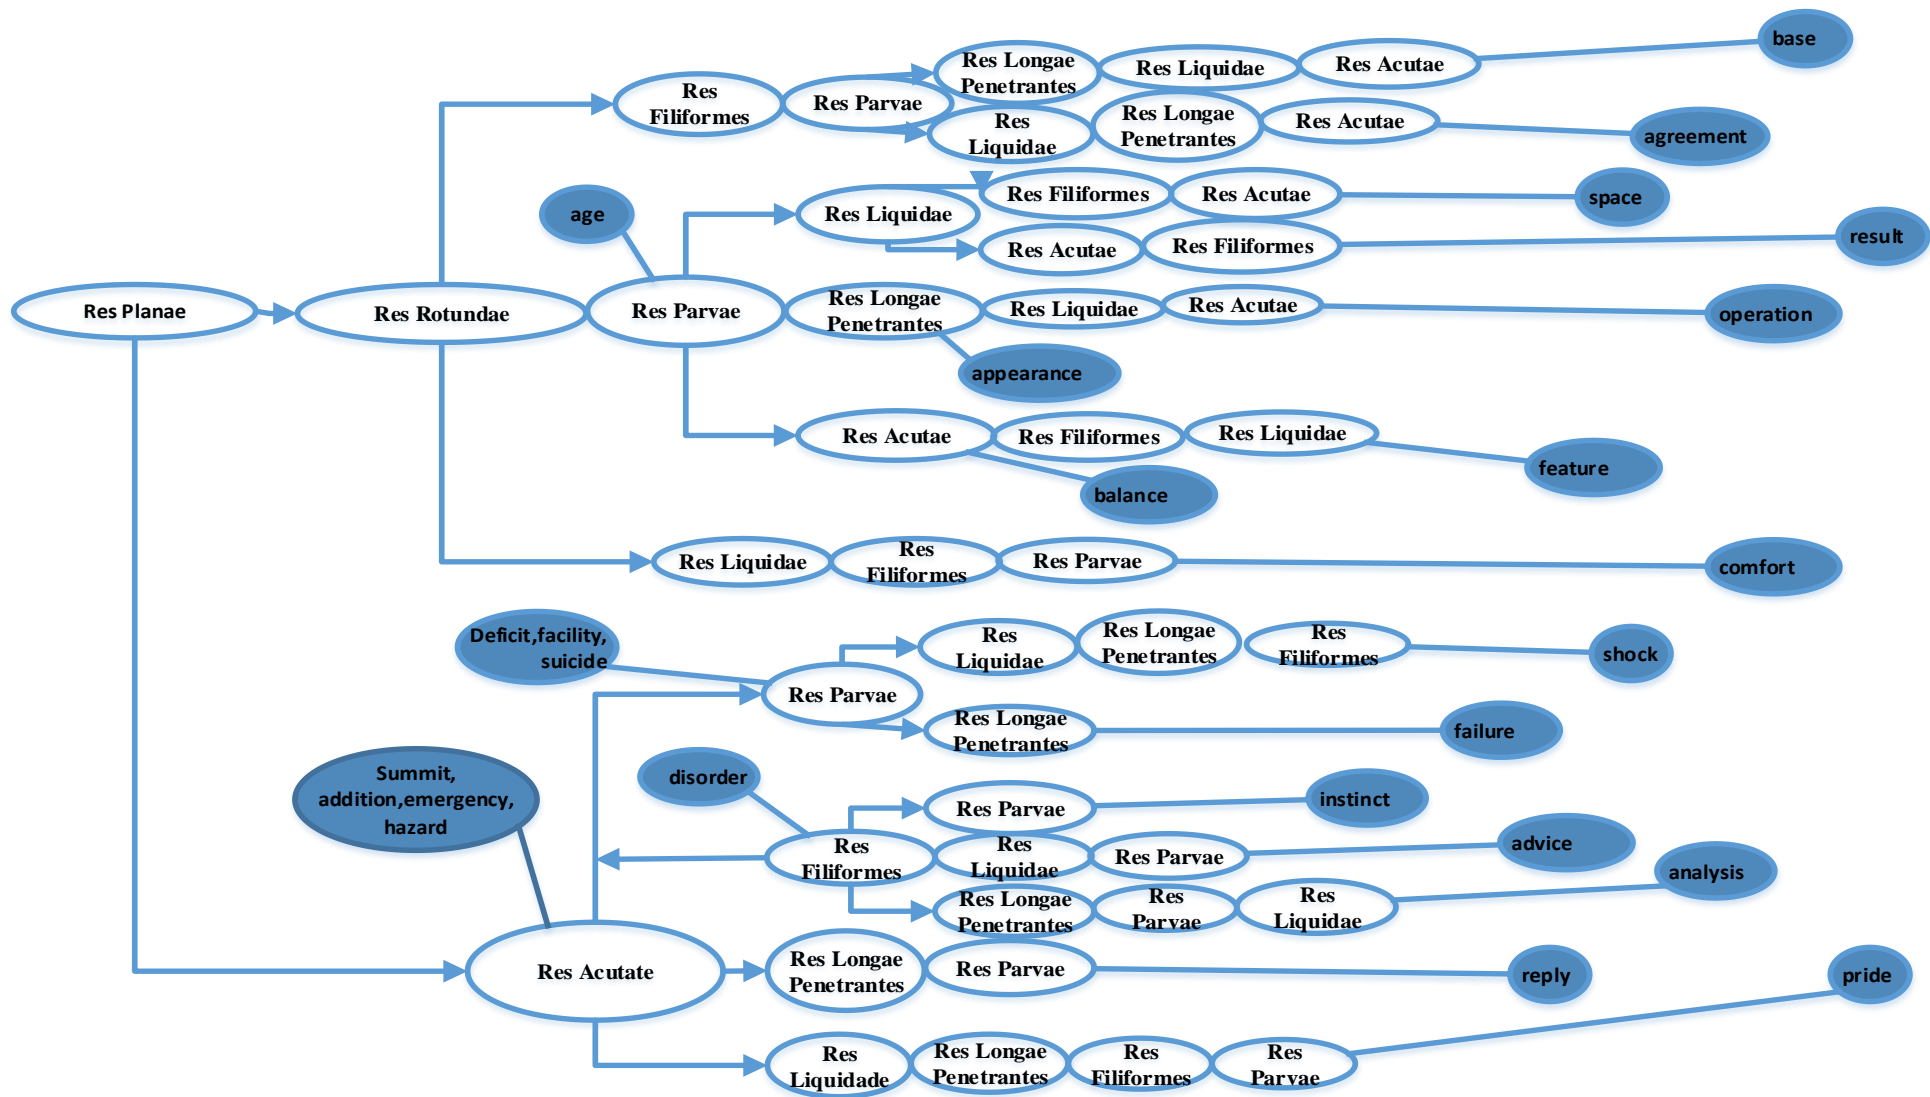 base
Res Longae
Penetrantes
Res Liquidae
Res Acutae
Res
Filiformes
Res Parvae
Res
Liquidae
Res Longae
Penetrantes
Res Acutae
agreement
age
Res Liquidae
Res Filiformes
Res Acutae
space
Res Acutae
Res Filiformes
result
Res Planae
Res Rotundae
Res Parvae
Res Longae
Penetrantes
Res Liquidae
Res Acutae
operation
appearance
Res Acutae
Res Filiformes
Res Liquidae
feature
balance
Res Liquidae
Res
Filiformes
Res Parvae
comfort
Deficit,facility,
suicide
Res Parvae
Res
Liquidae
Res Longae
Penetrantes
Res
Filiformes
shock
Res Longae
Penetrantes
failure
Summit,
addition,emergency,
hazard
disorder
Res Parvae
instinct
Res
Filiformes
Res
Liquidae
Res Parvae
advice
Res Longae
Penetrantes
Res
Parvae
Res
Liquidae
analysis
Res Acutate
Res Longae
Penetrantes
Res Parvae
reply
pride
Res
Liquidade
Res Longae
Penetrantes
Res
Filiformes
Res
Parvae